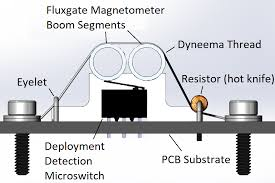 Fluxgate Magnetometer
Boom Segments
Dyneema Thread
Eyelet
Resistor (hot knife)
Deployment
Detection
Microswitch
PCB Substrate